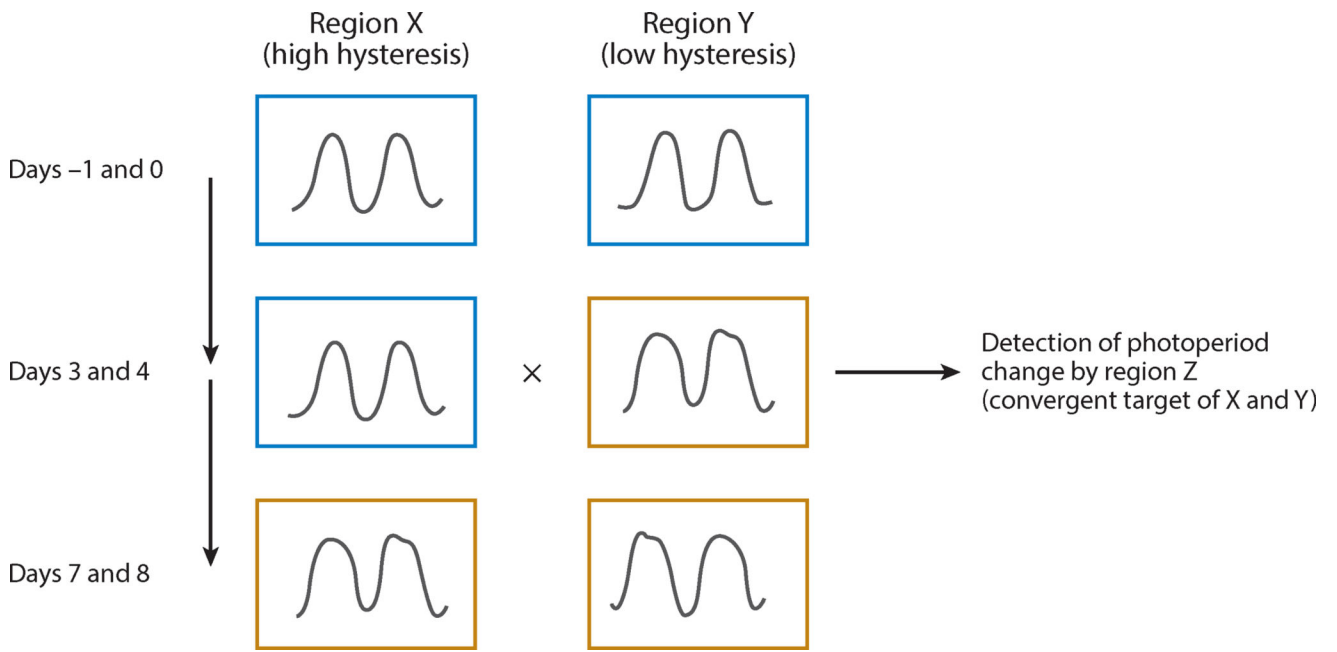 Region X
(high hysteresis)
Region Y
(low hysteresis)
Days –1 and 0
Days 3 and 4
×
Detection of photoperiod
change by region Z
(convergent target of X and Y)
Days 7 and 8